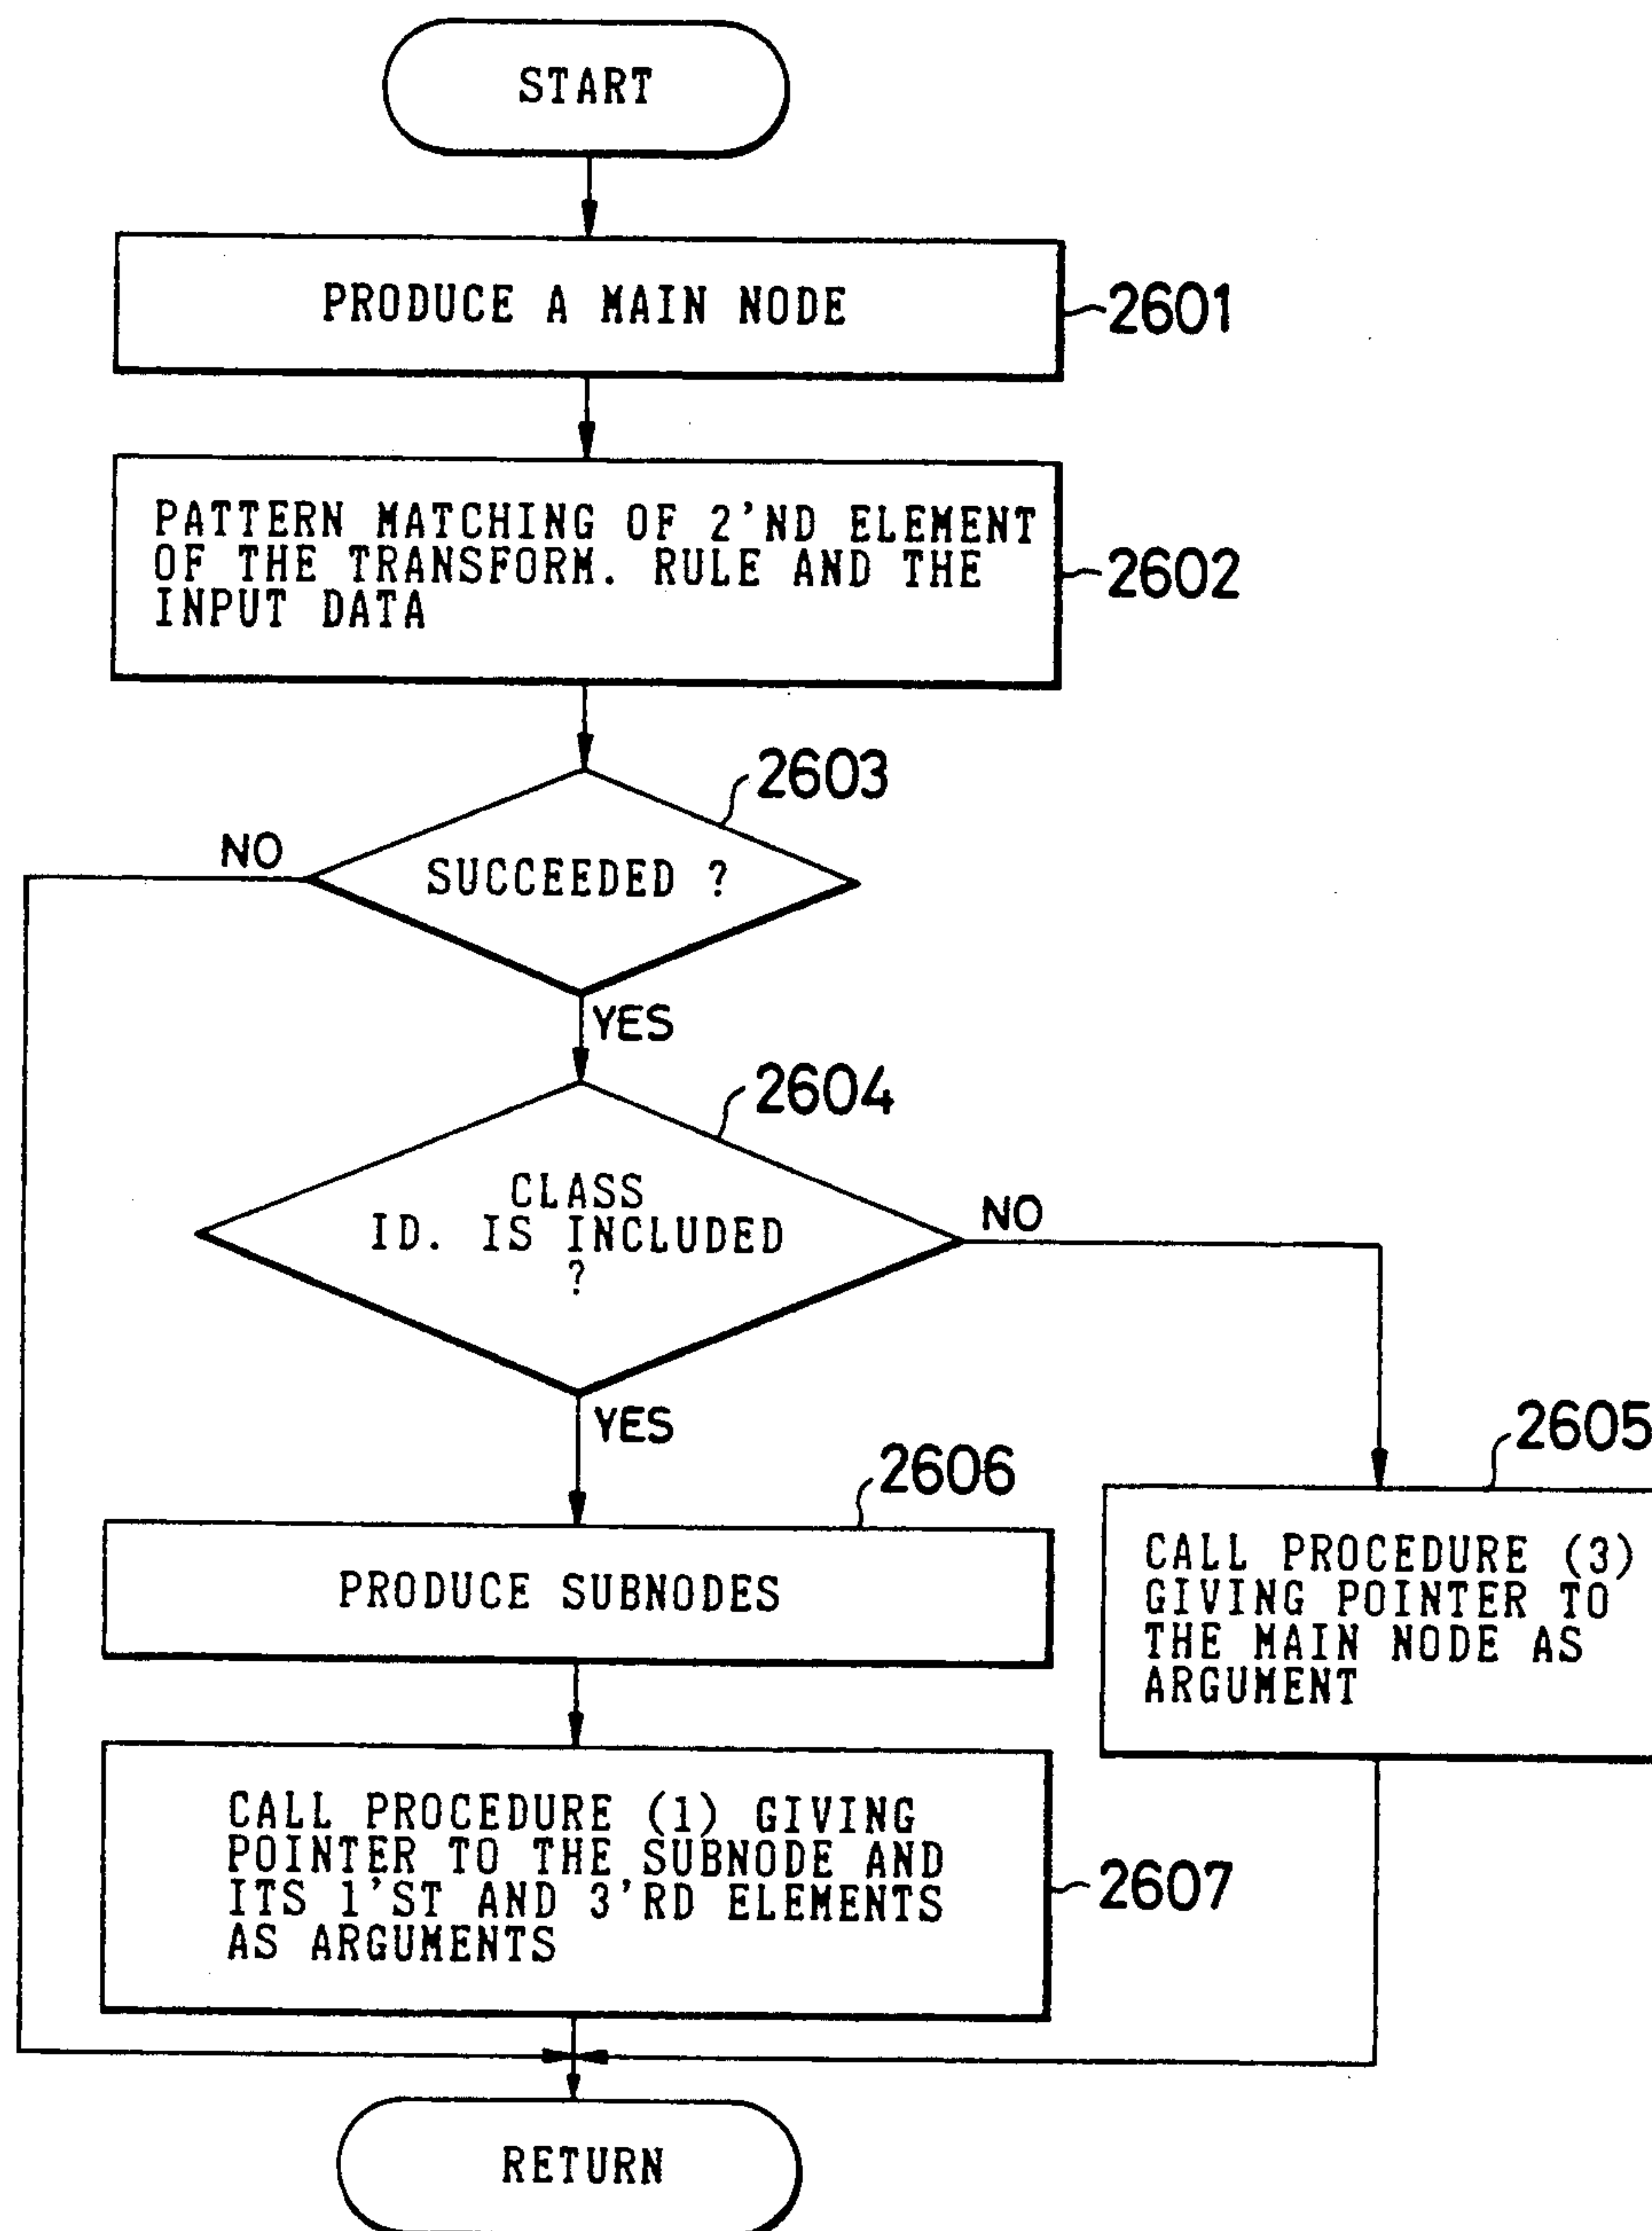 START
PRODUCE A MAIN NODE
2601
PATTERN MATCHING OF 2'ND ELEMENT
OF THE TRANSFORM. RULE AND THE
INPUT DATA
2602
2603
NO
SUCCEEDED ?
YES
2604
CLASS
ID. IS INCLUDED
?
NO
YES
2605
2606
PRODUCE SUBNODES
CALL PROCEDURE (3)
GIVING POINTER TO
THE MAIN NODE AS
ARGUMENT
CALL PROCEDURE (1) GIVING
POINTER TO THE SUBNODE AND
ITS 1'ST AND 3'RD ELEMENTS
AS ARGUMENTS
2607
RETURN